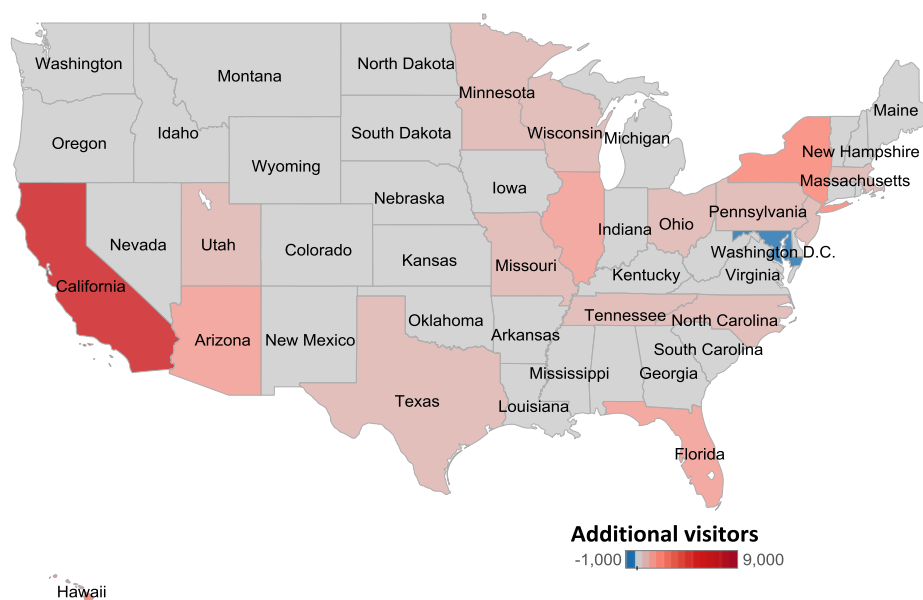 Washington
Montana
North Dakota
Minnesota
Maine
Oregon
Idaho
South Dakota
Wisconsin
Michigan
New Hampshire
Wyoming
Massachusetts
Nebraska
Iowa
Pennsylvania
Nevada
Utah
Colorado
Kansas
Missouri
Indiana
Ohio
Washington D.C.
California
Kentucky
Virginia
Arizona
New Mexico
Oklahoma
Arkansas
Tennessee
North Carolina
South Carolina
Texas
Louisiana
Mississippi
Georgia
Florida
Hawaii
Additional visitors
-1,000 9,000